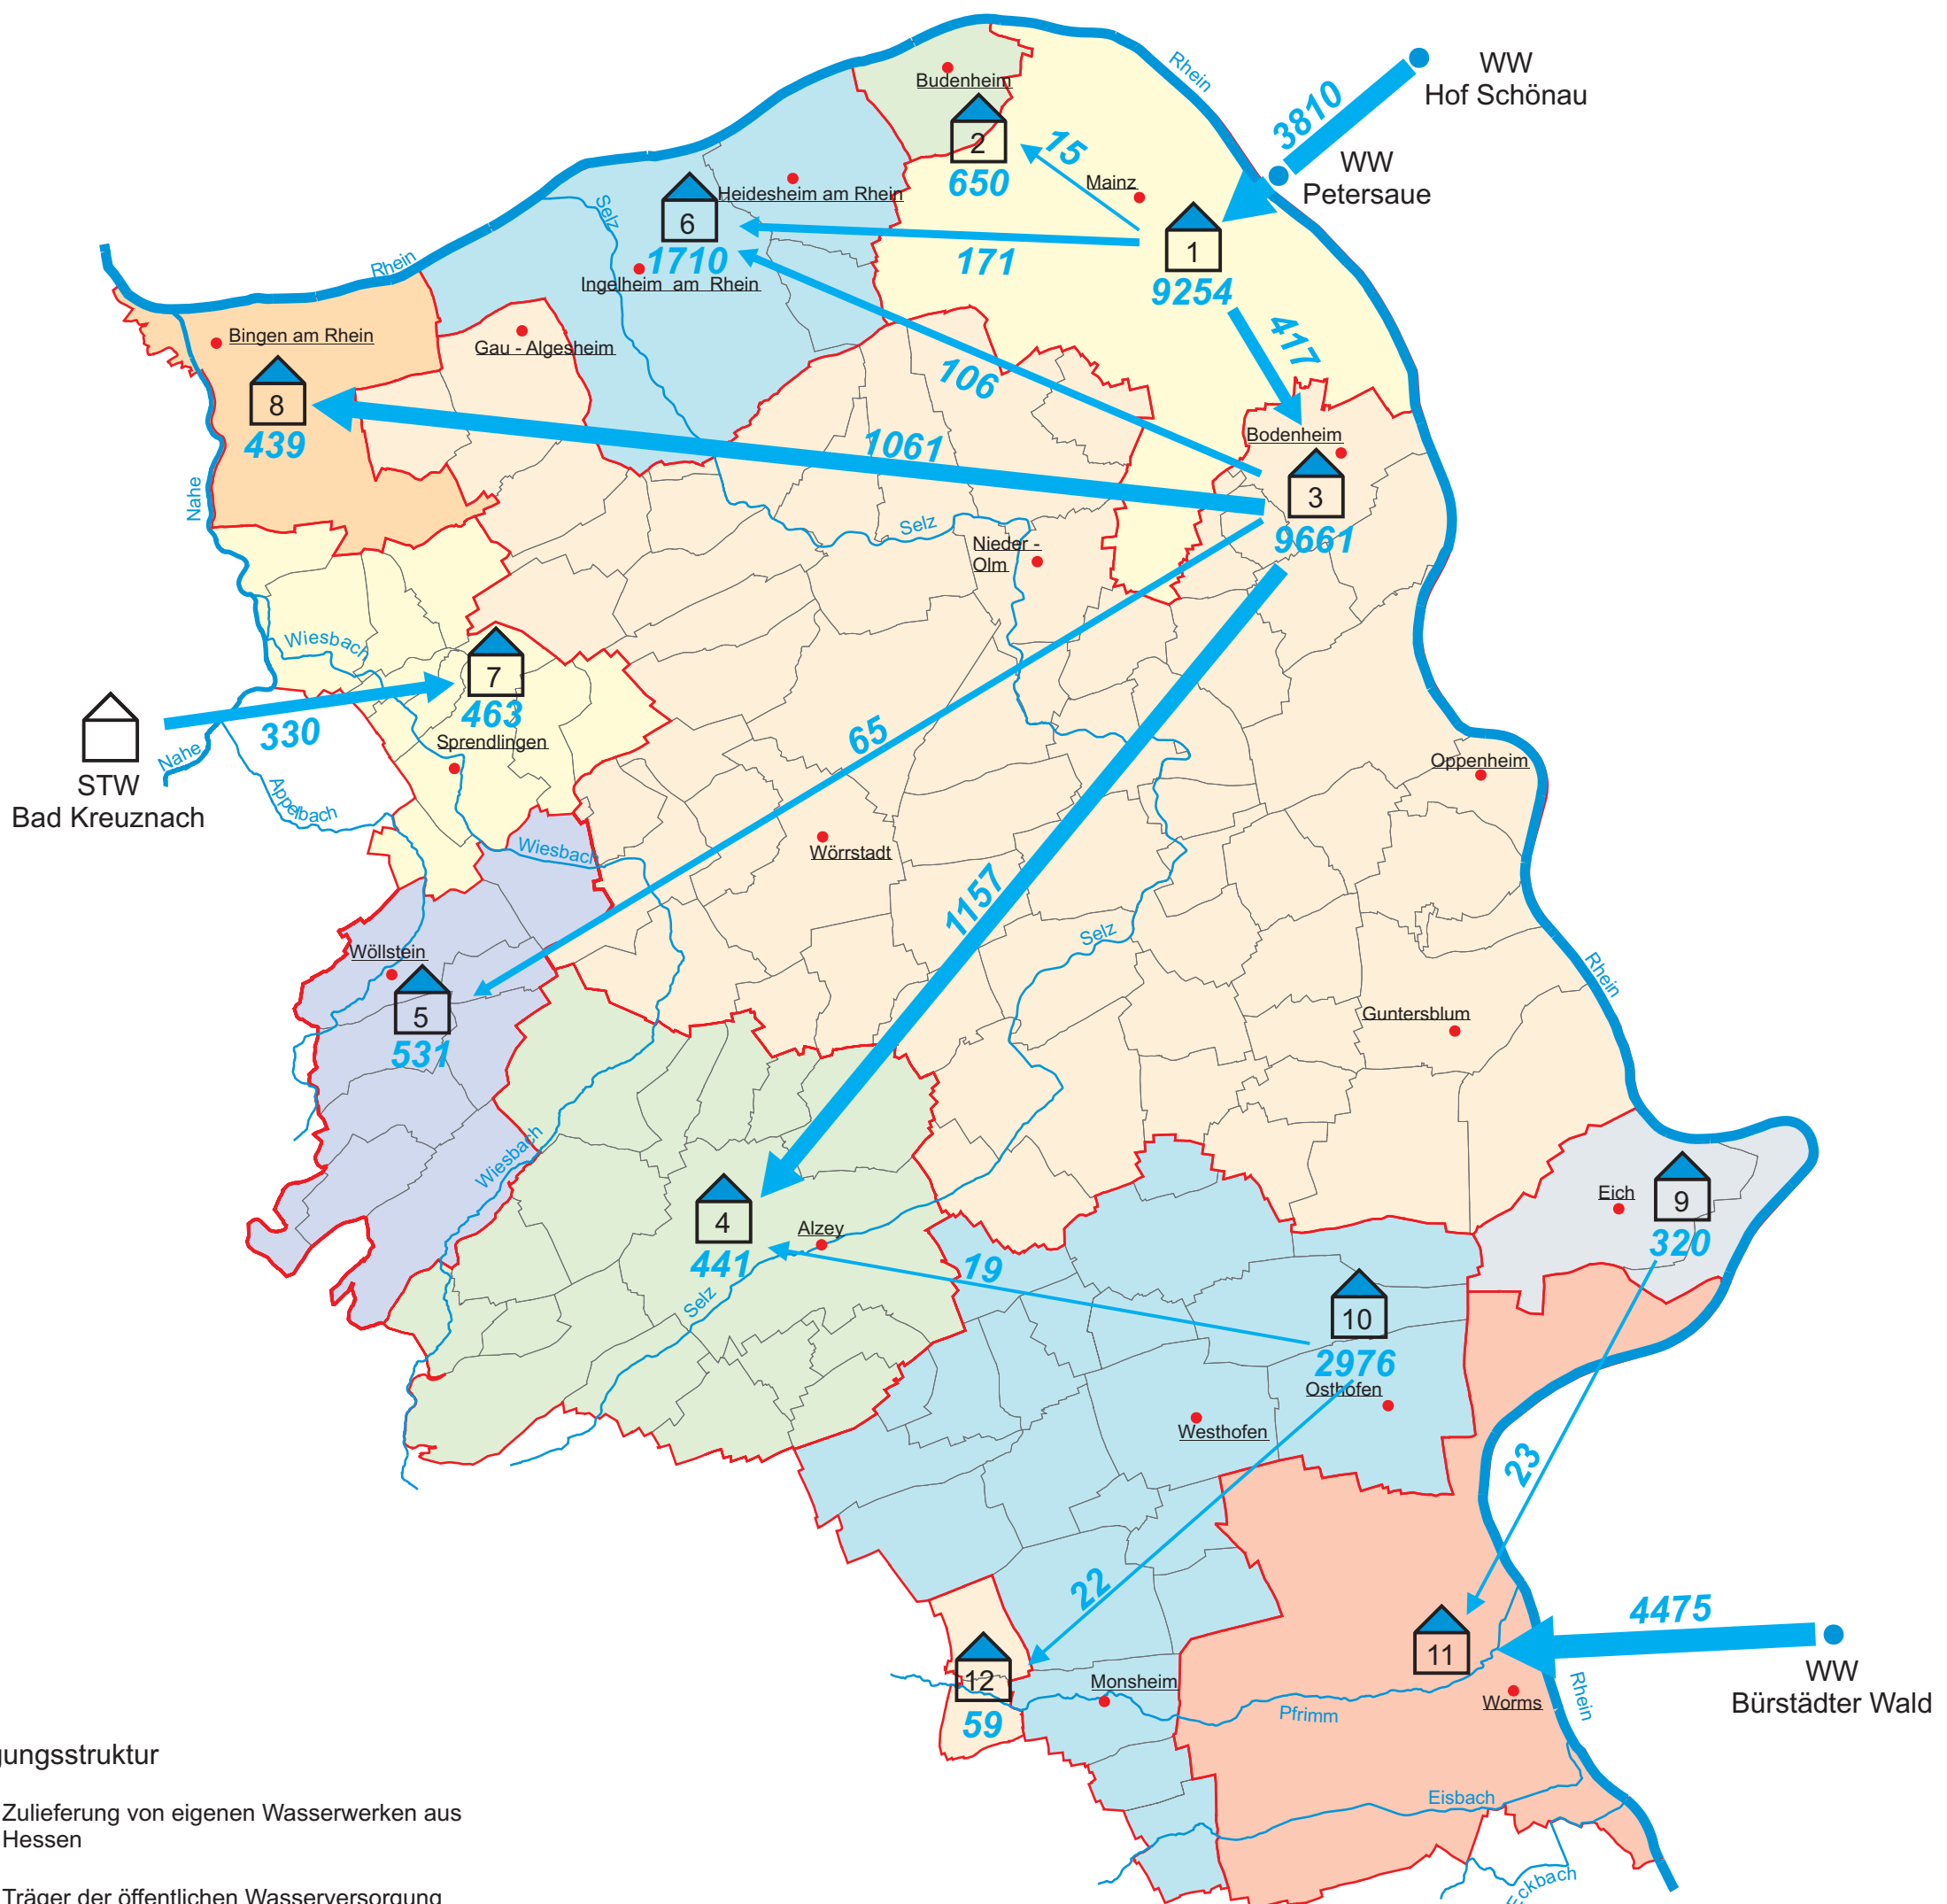 Rhein
WW
Hof Schönau
3810
WW
Petersaue
Budenheim
2
650
15
Mainz
Heidesheim am Rhein
6
1710
Selz
Ingelheim am Rhein
171
1
9254
Rhein
417
106
Bingen am Rhein
Gau - Algesheim
8
439
1061
Bodenheim
3
9661
Nahe
Selz
Nieder -
Olm
Wiesbach
7
463
Sprendlingen
330
STW
Bad Kreuznach
Nahe
Appelbach
65
Oppenheim
Wörrstadt
Wiesbach
1157
Selz
Wöllstein
5
531
Rhein
Guntersblum
Wiesbach
4
441
Alzey
Selz
Eich
9
320
19
10
2976
Osthofen
Westhofen
23
22
4475
11
WW
Bürstädter Wald
12
59
Monsheim
Worms
Rhein
Pfrimm
gungsstruktur
Eisbach
Zulieferung von eigenen Wasserwerken aus
Hessen
Eckbach
Träger der öffentlichen Wasserversorgung